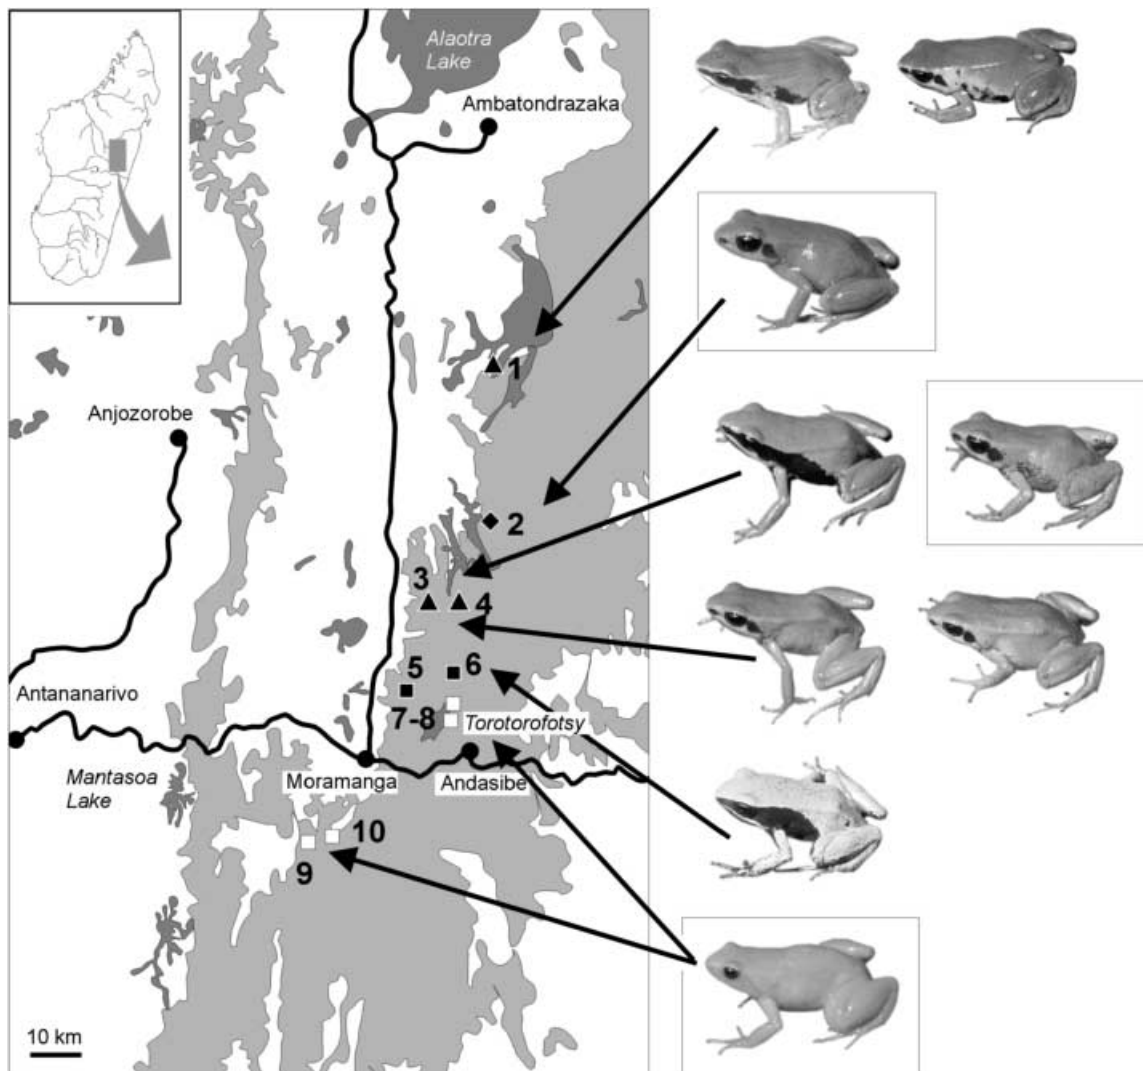 Alaotra
Lake
Ambatondrazaka
1
Anjozorobe
2
3
4
5
6
Antananarivo
7-8
Torotorofotsy
Mantasoa
Lake
Moramanga
Andasibe
10
9
10 km